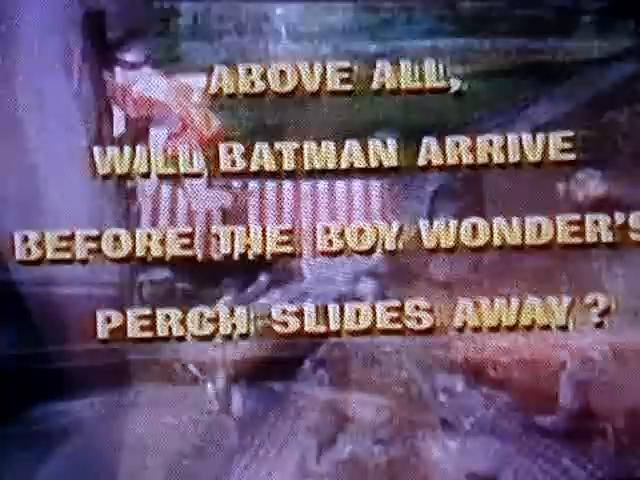 ABOVE ALL,
WILL BATMAN ARRIVE
BEFORE THE BOY WONDER'S
PERCH SLIDES AWAY?